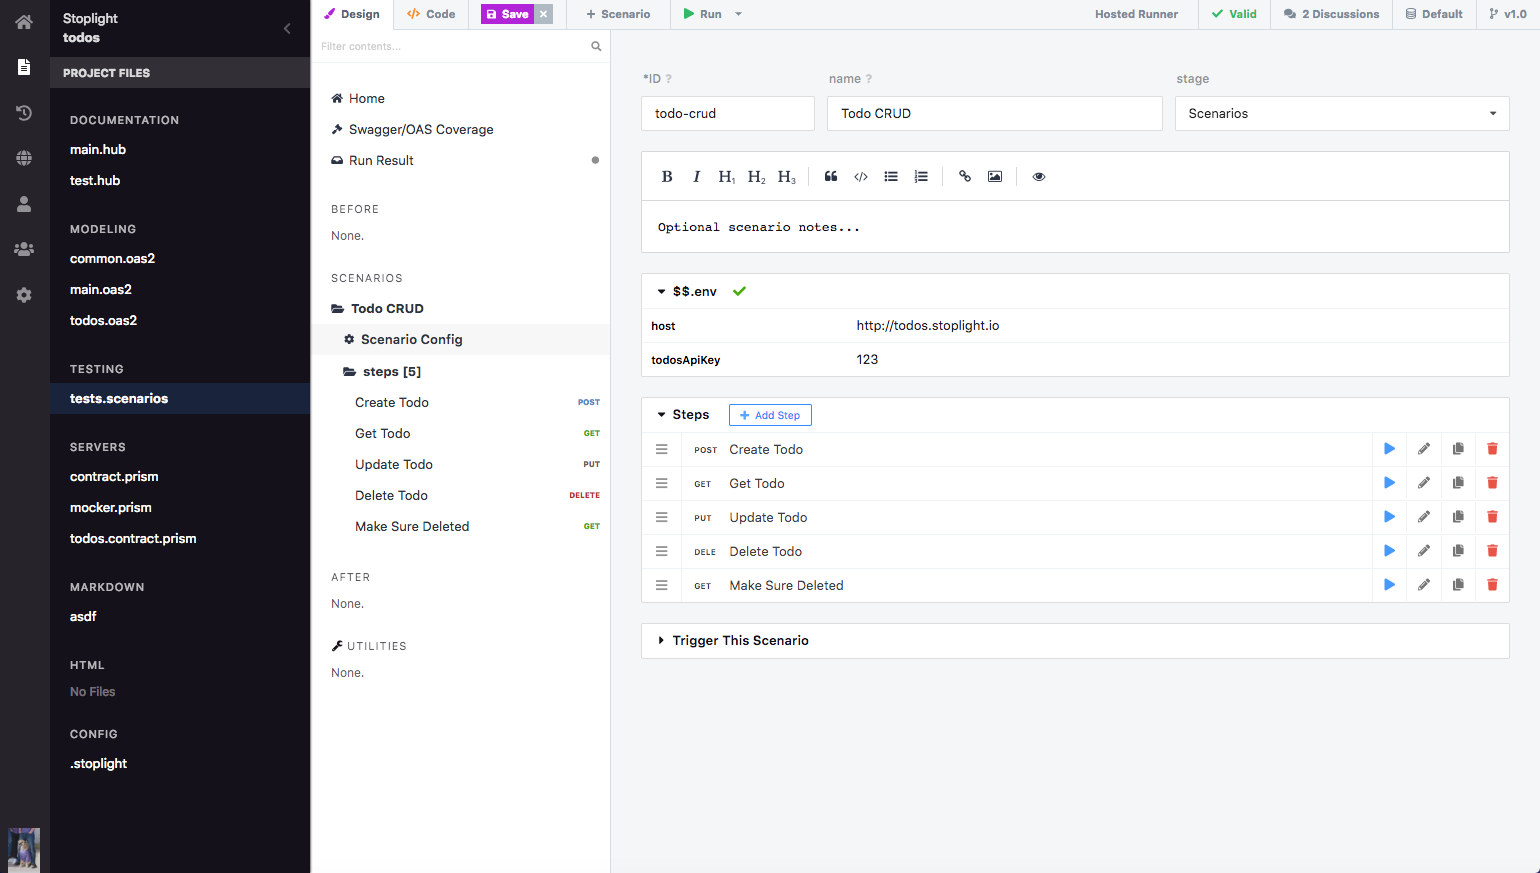 Stoplight
todos
PROJECT FILES
DOCUMENTATION
main.hub
test.hub
MODELING
common.oas2
main.oas2
todos.oas2
TESTING
tests.scenarios
SERVERS
contract.prism
mocker.prism
todos.contract.prism
MARKDOWN
asdf
HTML
No Files
CONFIG
.stoplight
Design
Code
Save
Scenario
Run
Hosted Runner
Valid
2 Discussions
Default
v1.0
Filter contents...
Home
Swagger/OAS Coverage
Run Result
BEFORE
None.
SCENARIOS
Todo CRUD
Scenario Config
steps [5]
Create Todo POST
Get Todo GET
Update Todo PUT
Delete Todo DELETE
Make Sure Deleted GET
AFTER
None.
UTILITIES
None.
*ID ? name ? stage
todo-crud Todo CRUD Scenarios
B I H1 H2 H3
Optional scenario notes...
$$.env
host http://todos.stoplight.io
todosApiKey 123
Steps + Add Step
POST Create Todo
GET Get Todo
PUT Update Todo
DELE Delete Todo
GET Make Sure Deleted
Trigger This Scenario